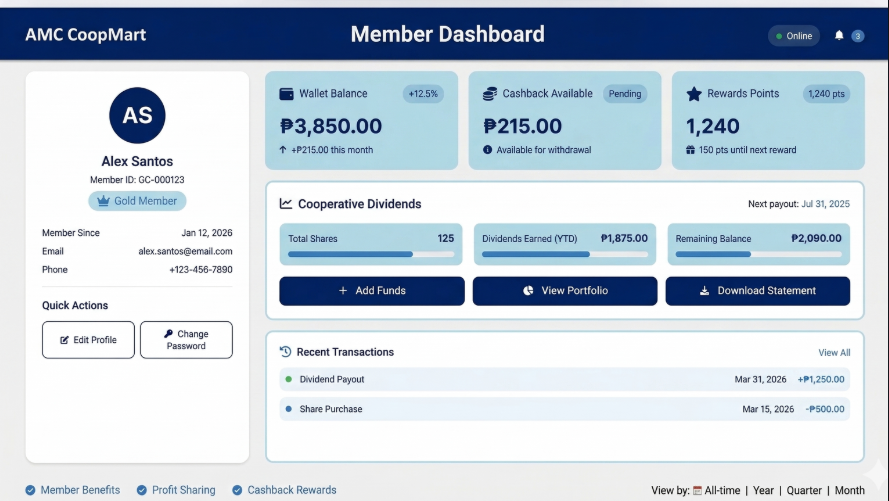 AMC CoopMart
Member Dashboard
Online
3
AS
Alex Santos
Member ID: GC-000123
Gold Member
Member Since Jan 12, 2026
Email alex.santos@email.com
Phone +123-456-7890
Quick Actions
Edit Profile
Change
Password
Wallet Balance +12.5%
₱3,850.00
+₱215.00 this month
Cashback Available Pending
₱215.00
Available for withdrawal
Rewards Points 1,240 pts
1,240
150 pts until next reward
Cooperative Dividends Next payout: Jul 31, 2025
Total Shares 125
Dividends Earned (YTD) ₱1,875.00
Remaining Balance ₱2,090.00
+ Add Funds
View Portfolio
Download Statement
Recent Transactions View All
Dividend Payout Mar 31, 2026 +₱1,250.00
Share Purchase Mar 15, 2026 -₱500.00
Member Benefits Profit Sharing Cashback Rewards
View by: All-time | Year | Quarter | Month